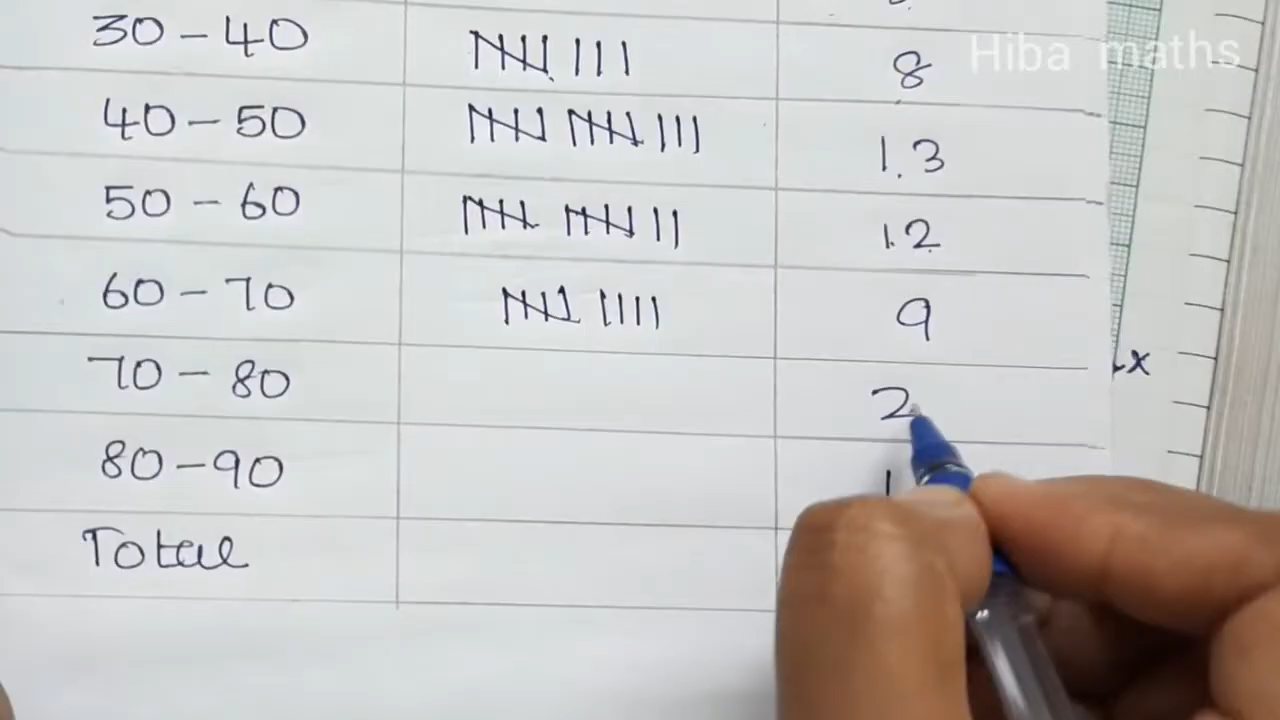 Hiba maths
30 - 40 𝍸 ||| 8
40 - 50 𝍸 𝍸 ||| 13
50 - 60 𝍸 𝍸 || 12
60 - 70 𝍸 |||| 9
x
70 - 80 2
80 - 90 1
Total